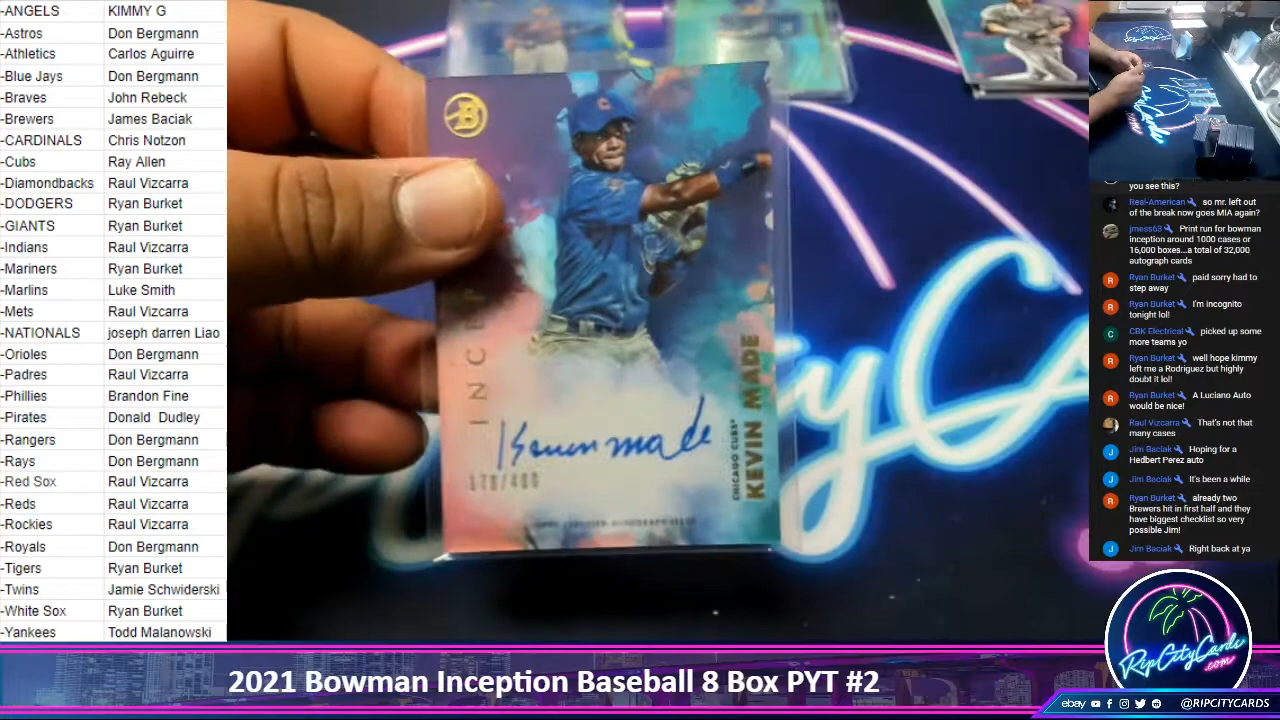 -ANGELS KIMMY G
-Astros Don Bergmann
-Athletics Carlos Aguirre
-Blue Jays Don Bergmann
-Braves John Rebeck
-Brewers James Baciak
-CARDINALS Chris Notzon
-Cubs Ray Allen
-Diamondbacks Raul Vizcarra
-DODGERS Ryan Burket
-GIANTS Ryan Burket
-Indians Raul Vizcarra
-Mariners Ryan Burket
-Marlins Luke Smith
-Mets Raul Vizcarra
-NATIONALS joseph darren Liao
-Orioles Don Bergmann
-Padres Raul Vizcarra
-Phillies Brandon Fine
-Pirates Donald Dudley
-Rangers Don Bergmann
-Rays Don Bergmann
-Red Sox Raul Vizcarra
-Reds Raul Vizcarra
-Rockies Raul Vizcarra
-Royals Don Bergmann
-Tigers Ryan Burket
-Twins Jamie Schwiderski
-White Sox Ryan Burket
-Yankees Todd Malanowski
B
INCE
Kevin made
CHICAGO CUBS
KEVIN MADE
ty C
you see this?
Real-American so mr. left out
of the break now goes MIA again?
jmess63 Print run for bowman
inception around 1000 cases or
16,000 boxes...a total of 32,000
autograph cards
R Ryan Burket paid sorry had to
step away
R Ryan Burket I'm incognito
tonight lol!
C CBK Electrical picked up some
more teams yo
R Ryan Burket well hope kimmy
left me a Rodriguez but highly
doubt it lol!
R Ryan Burket A Luciano Auto
would be nice!
Raul Vizcarra That's not that
many cases
J Jim Baciak Hoping for a
Hedbert Perez auto
J Jim Baciak It's been a while
R Ryan Burket already two
Brewers hit in first half and they
have biggest checklist so very
possible Jim!
J Jim Baciak Right back at ya
RipCityCards
.com
2021 Bowman Inception Baseball 8 Box PYT #2
ebay @RIPCITYCARDS